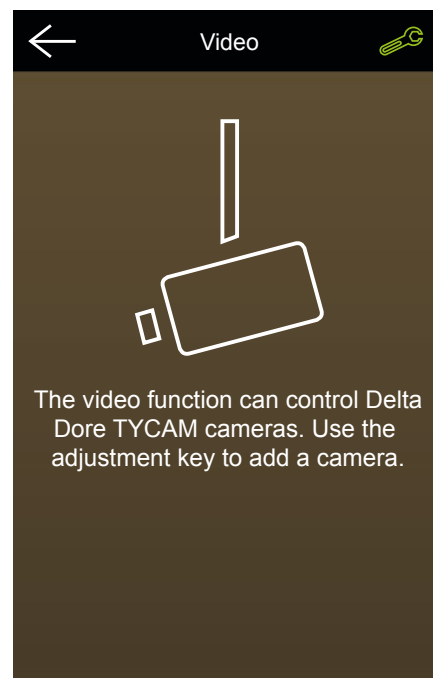 Video
The video function can control Delta
Dore TYCAM cameras. Use the
adjustment key to add a camera.